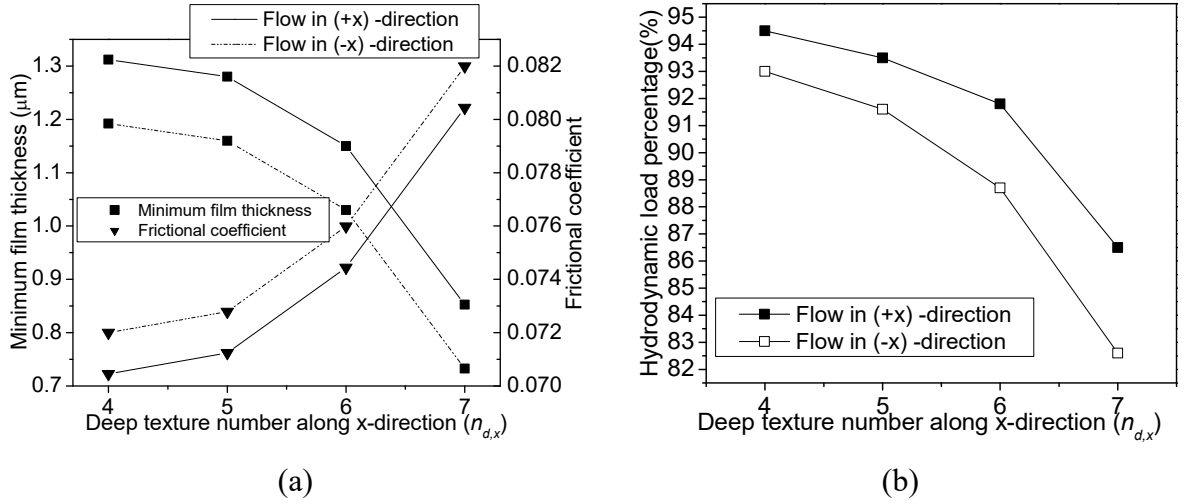 Flow in (+x) -direction
Flow in (-x) -direction
Minimum film thickness (μm)
1.3
1.2
1.1
1.0
0.9
0.8
0.7
Minimum film thickness
Frictional coefficient
0.082
0.080
0.078
0.076
0.074
0.072
0.070
Frictional coefficient
4 5 6 7
Deep texture number along x-direction (n_{d,x})
(a)
Hydrodynamic load percentage(%)
95
94
93
92
91
90
89
88
87
86
85
84
83
82
Flow in (+x) -direction
Flow in (-x) -direction
4 5 6 7
Deep texture number along x-direction (n_{d,x})
(b)